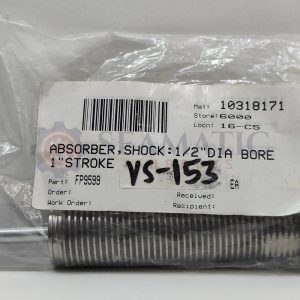 Mat: 10318171
Store: 6000
Locn: 16-C5
ABSORBER,SHOCK:1/2"DIA BORE
1"STROKE
VS-153
Part: FP9599
EA
Order:
Received:
Work Order:
Recipient: